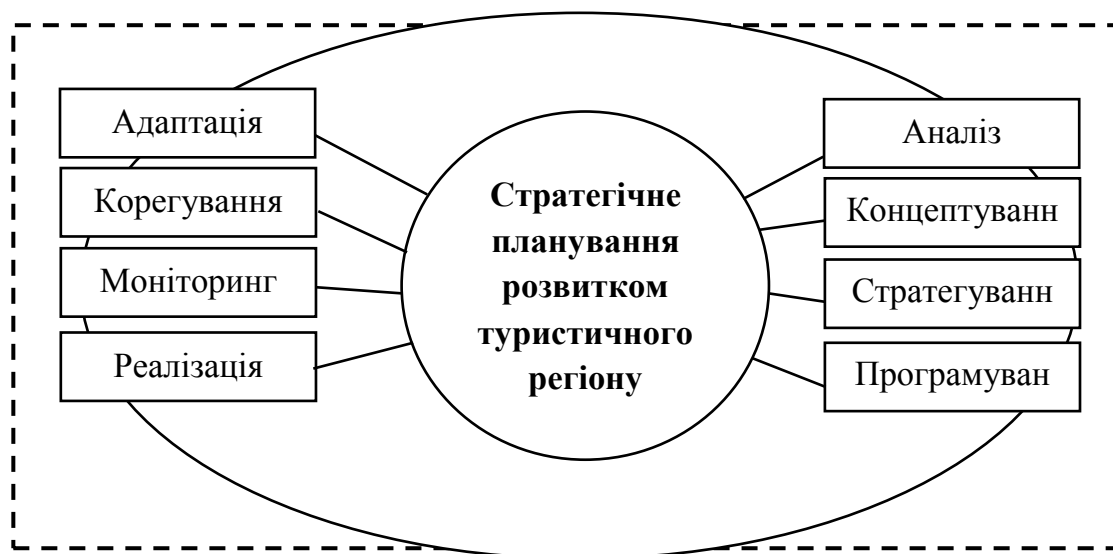 Адаптація
Корегування
Моніторинг
Реалізація
Стратегічне
планування
розвитком
туристичного
регіону
Аналіз
Концептуванн
Стратегуванн
Програмуван